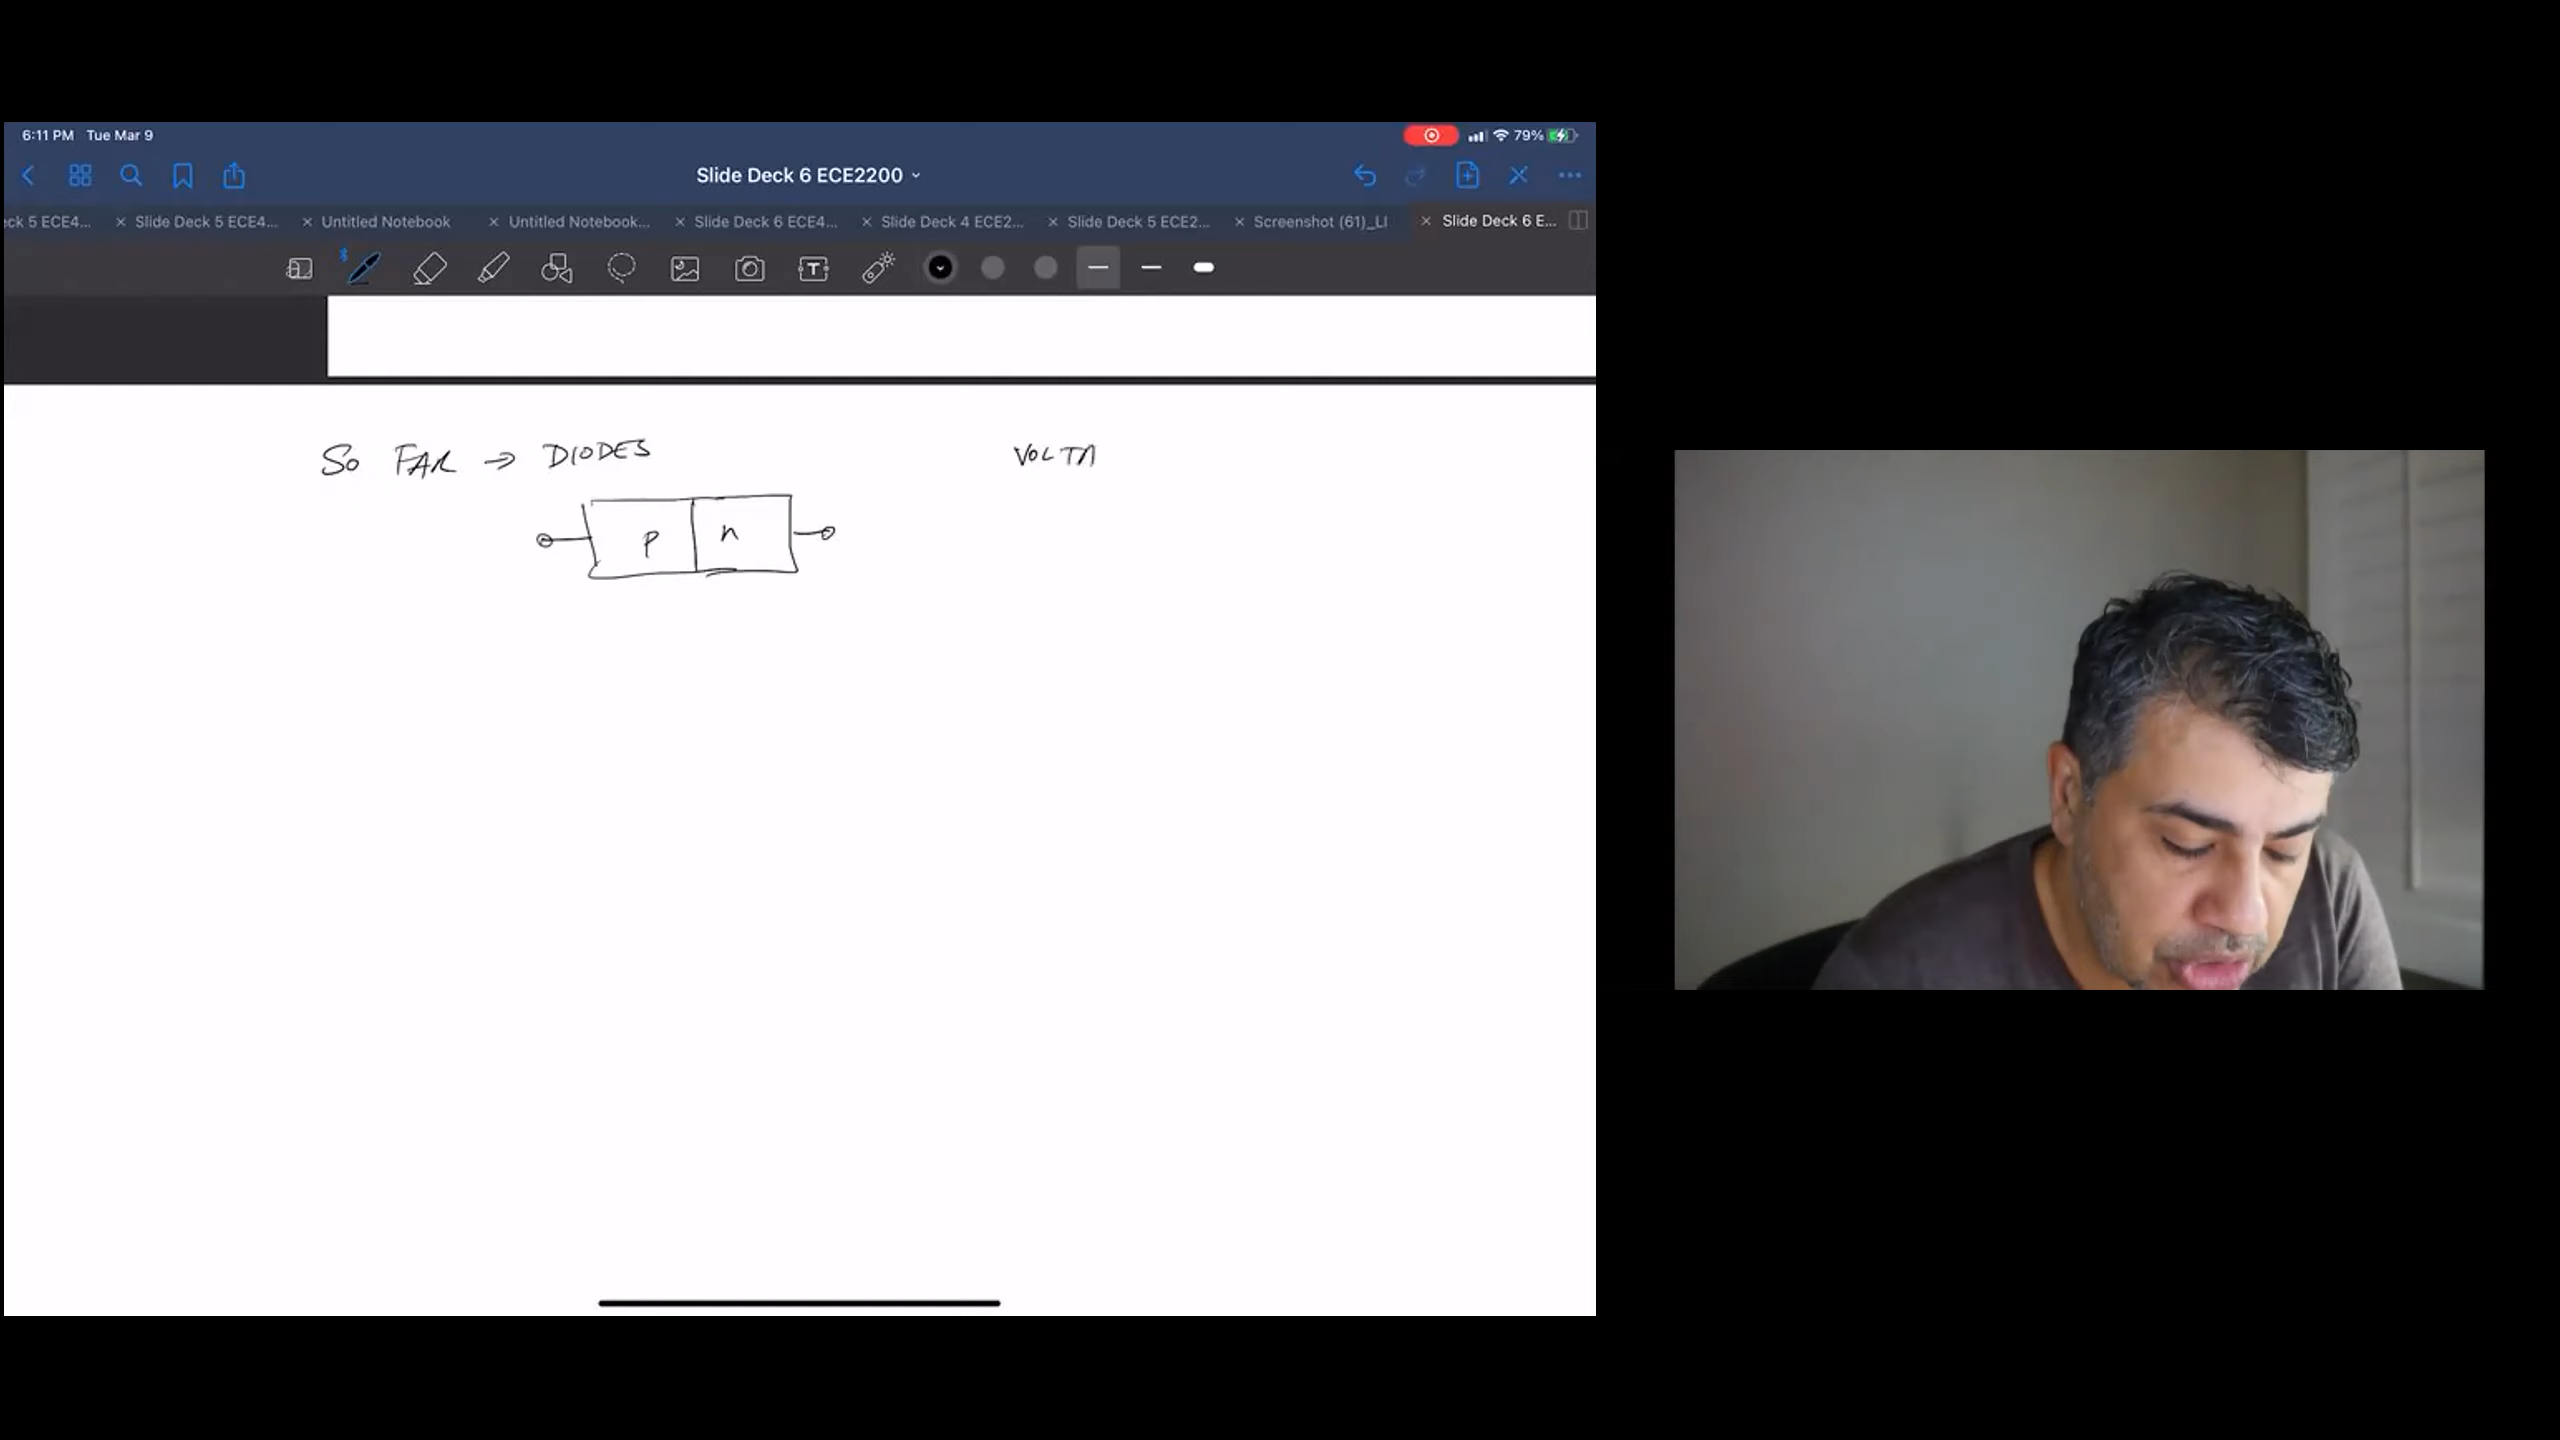 6:11 PM Tue Mar 9
79%
Slide Deck 6 ECE2200
ck 5 ECE4... Slide Deck 5 ECE4... Untitled Notebook Untitled Notebook... Slide Deck 6 ECE4... Slide Deck 4 ECE2... Slide Deck 5 ECE2... Screenshot (61)_LI Slide Deck 6 E...
T
SO FAR → DIODES
VOLTA
p n